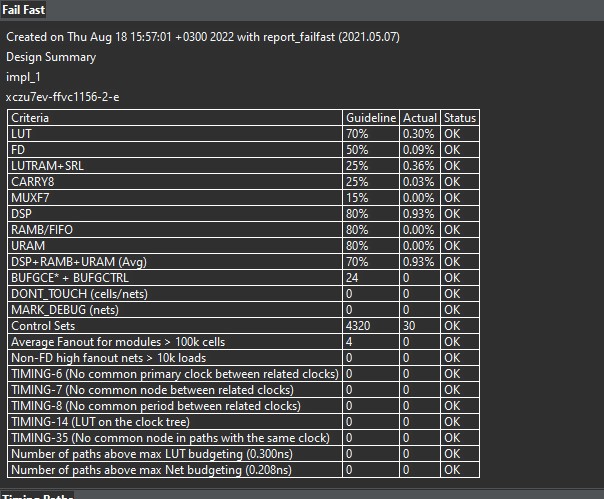 Fail Fast
Created on Thu Aug 18 15:57:01 +0300 2022 with report_failfast (2021.05.07)
Design Summary
impl_1
xczu7ev-ffvc1156-2-e
Criteria Guideline Actual Status
LUT 70% 0.30% OK
FD 50% 0.09% OK
LUTRAM+SRL 25% 0.36% OK
CARRY8 25% 0.03% OK
MUXF7 15% 0.00% OK
DSP 80% 0.93% OK
RAMB/FIFO 80% 0.00% OK
URAM 80% 0.00% OK
DSP+RAMB+URAM (Avg) 70% 0.93% OK
BUFGCE* + BUFGCTRL 24 0 OK
DONT_TOUCH (cells/nets) 0 0 OK
MARK_DEBUG (nets) 0 0 OK
Control Sets 4320 30 OK
Average Fanout for modules > 100k cells 4 0 OK
Non-FD high fanout nets > 10k loads 0 0 OK
TIMING-6 (No common primary clock between related clocks) 0 0 OK
TIMING-7 (No common node between related clocks) 0 0 OK
TIMING-8 (No common period between related clocks) 0 0 OK
TIMING-14 (LUT on the clock tree) 0 0 OK
TIMING-35 (No common node in paths with the same clock) 0 0 OK
Number of paths above max LUT budgeting (0.300ns) 0 0 OK
Number of paths above max Net budgeting (0.208ns) 0 0 OK
Timing Paths